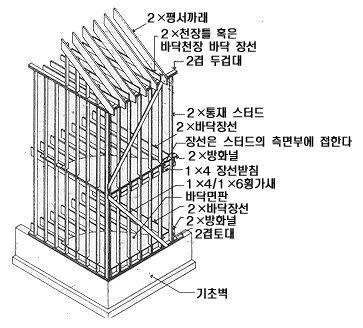 2×평서까래
2×천장틀 혹은
바닥천장 바닥 장선
2겹 두겁대
2×통재 스터드
2×바닥장선
장선은 스터드의 측면부에 접한다
2×방화널
1×4 장선받침
1×4/1×6횡가새
바닥면판
2×바닥장선
2×방화널
2겹토대
기초벽